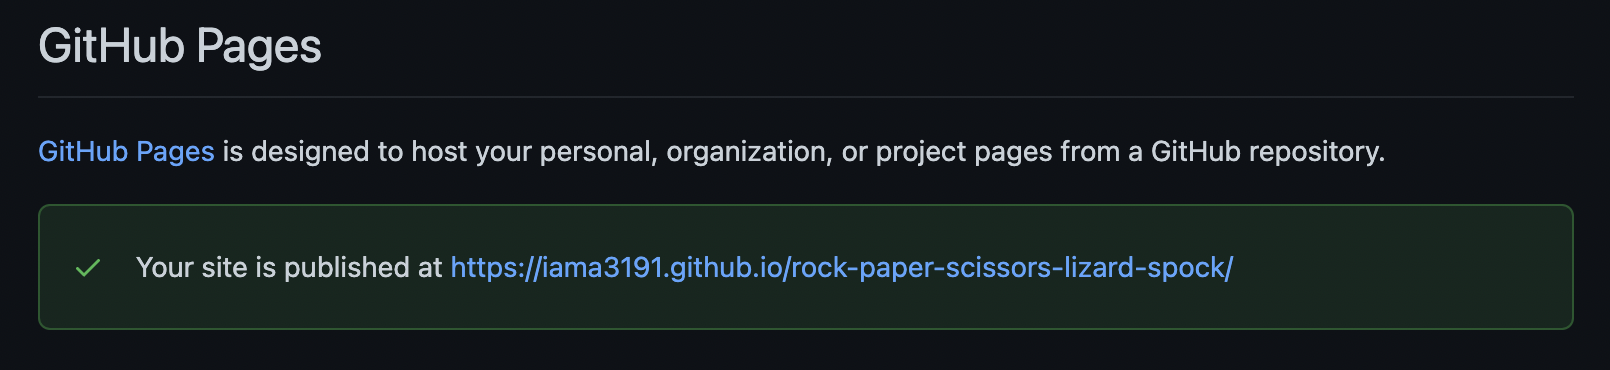 GitHub Pages
GitHub Pages is designed to host your personal, organization, or project pages from a GitHub repository.
Your site is published at https://iama3191.github.io/rock-paper-scissors-lizard-spock/